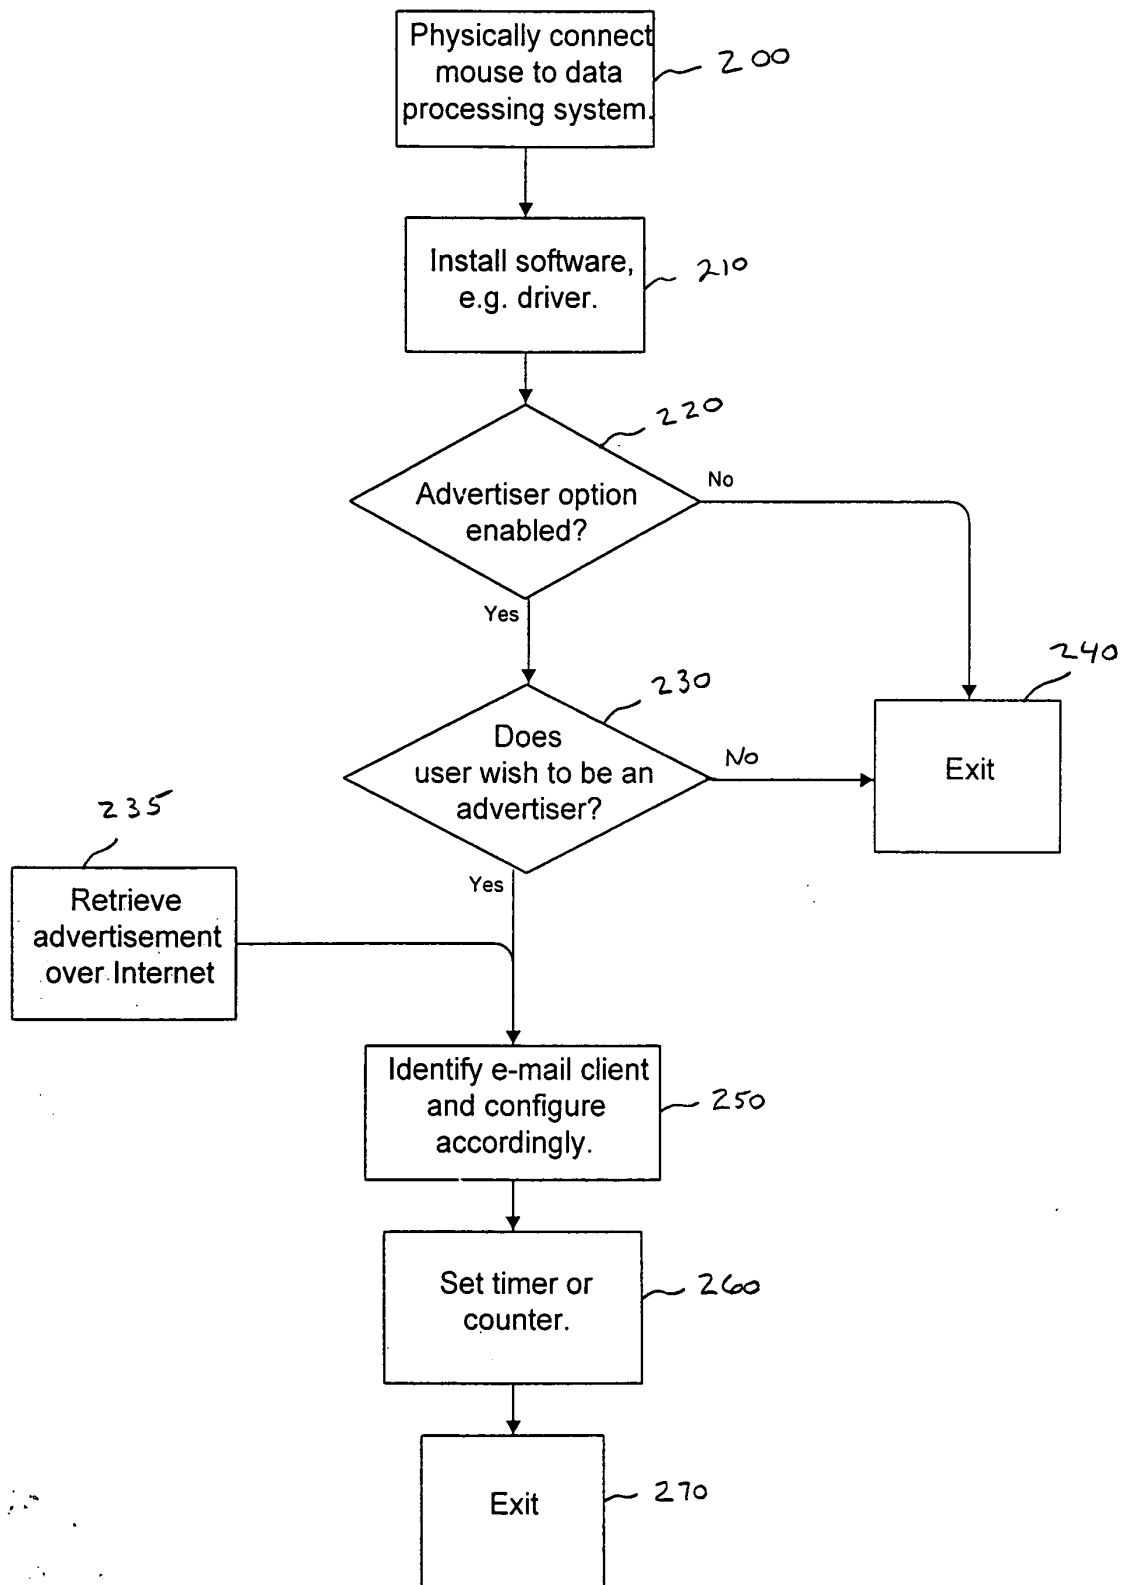 Physically connect
mouse to data
processing system.
200
Install software,
e.g. driver.
210
220
Advertiser option
enabled?
No
Yes
230
240
Does
user wish to be an
advertiser?
No
Exit
235
Yes
Retrieve
advertisement
over Internet
Identify e-mail client
and configure
accordingly.
250
Set timer or
counter.
260
Exit
270